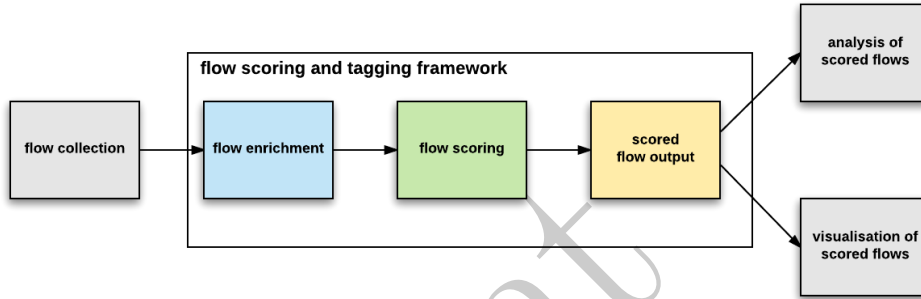 flow scoring and tagging framework
flow collection
flow enrichment
flow scoring
scored
flow output
analysis of
scored flows
visualisation of
scored flows